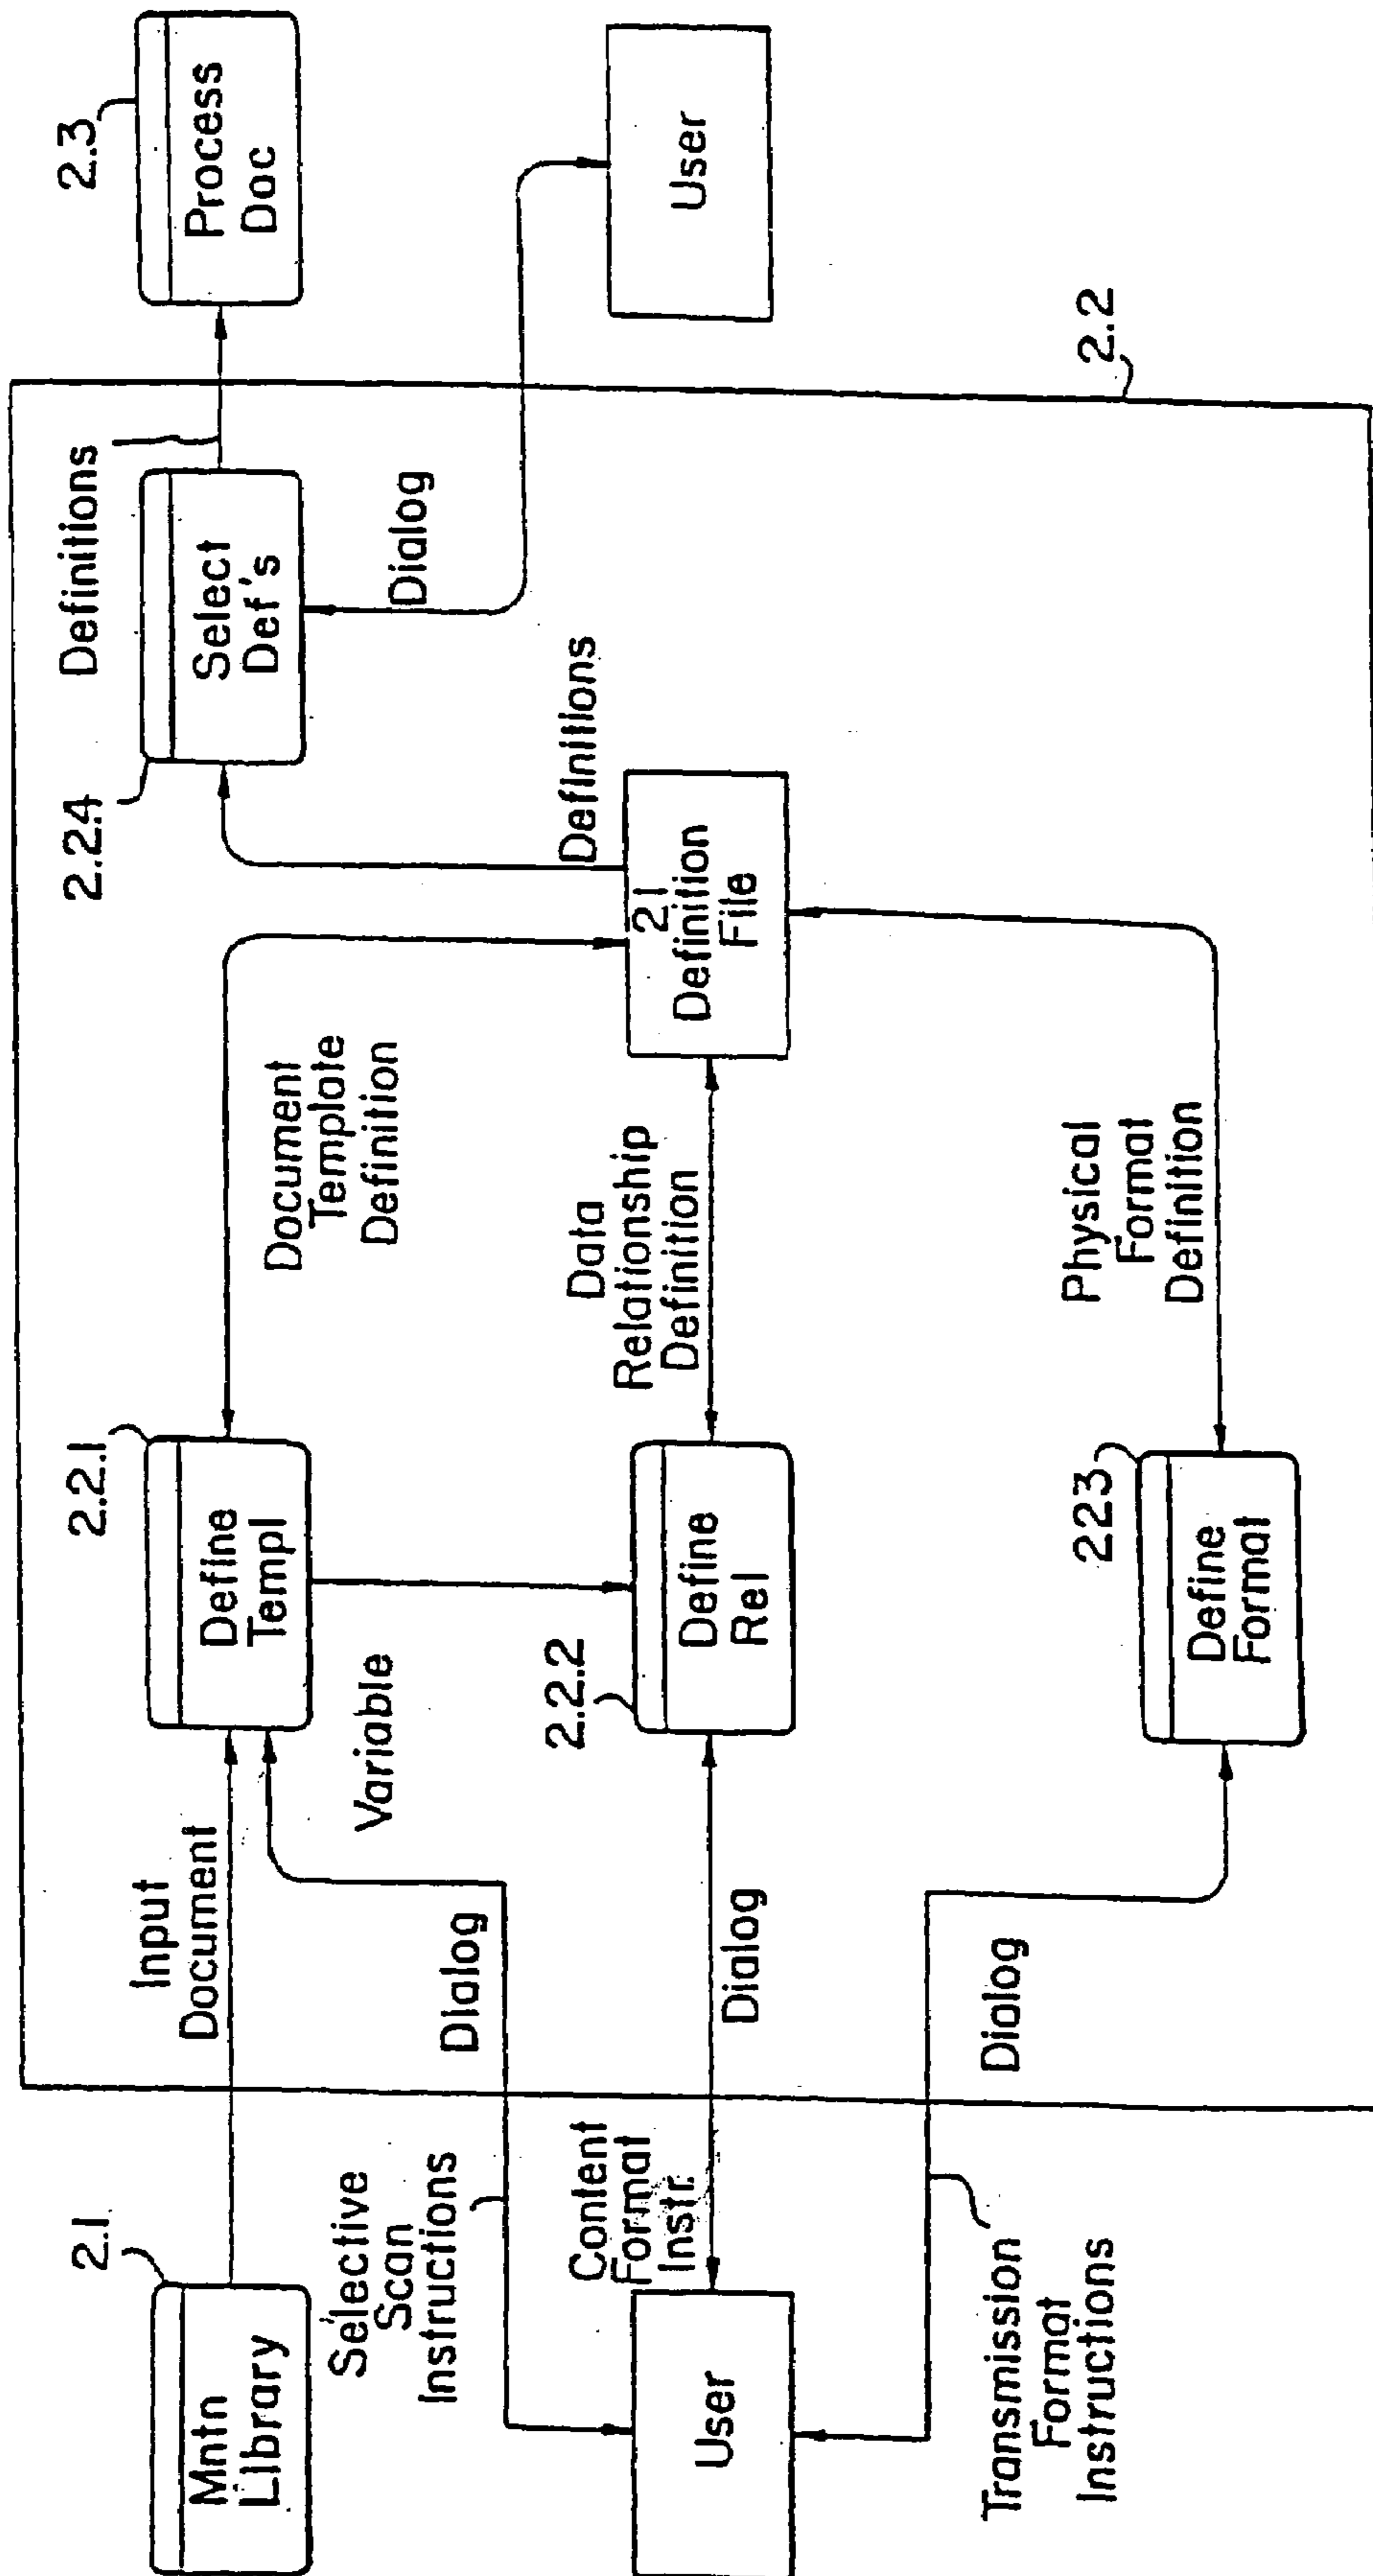 2.1
Mntn
Library
Input
Document
2.2.1
Define
Templ
Document
Template
Definition
2.2.4
Select
Def's
Definitions
2.3
Process
Doc
Selective
Scan
Instructions
Dialog
Variable
Definitions
Dialog
User
Content
Format
Instr.
Dialog
2.2.2
Define
Rel
Data
Relationship
Definition
21
Definition
File
User
Transmission
Format
Instructions
Dialog
223
Define
Format
Physical
Format
Definition
2.2